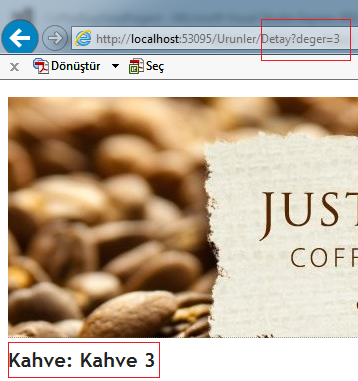 http://localhost:53095/Urunler/Detay?deger=3
x Dönüştür Seç
JUST
COFF
Kahve: Kahve 3